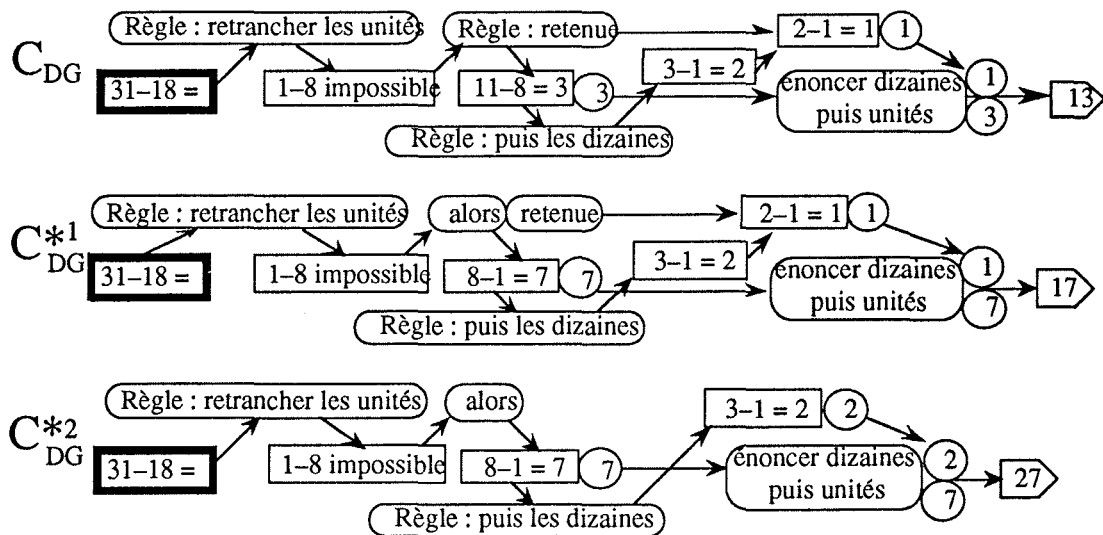 Règle : retrancher les unités Règle : retenue 2–1 = 1 1
C DG 31–18 = 1–8 impossible 11–8 = 3 3 3–1 = 2 énoncer dizaines 1 13
puis unités 3
Règle : puis les dizaines
Règle : retrancher les unités alors retenue 2–1 = 1 1
C *1 DG 31–18 = 1–8 impossible 8–1 = 7 7 3–1 = 2 énoncer dizaines 1 17
puis unités 7
Règle : puis les dizaines
Règle : retrancher les unités alors 3–1 = 2 2
C *2 DG 31–18 = 1–8 impossible 8–1 = 7 7 énoncer dizaines 2 27
puis unités 7
Règle : puis les dizaines